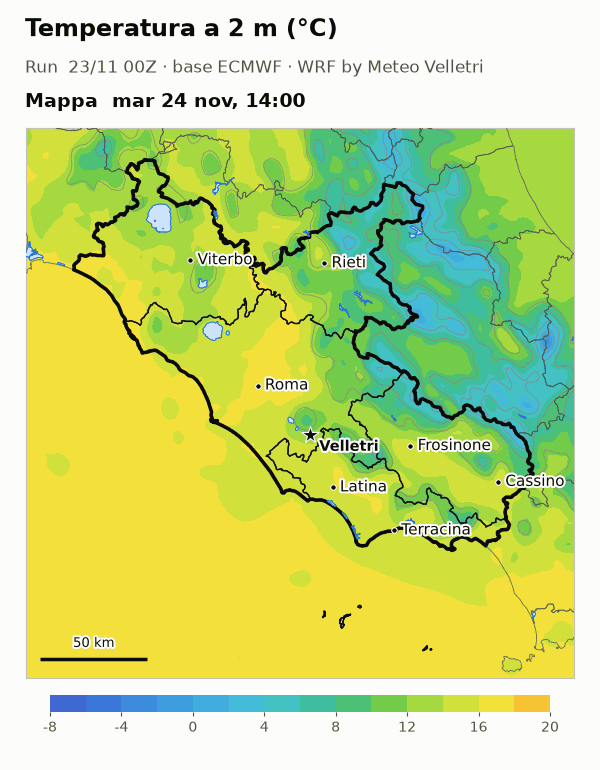 Temperatura a 2 m (°C)
Run  23/11 00Z · base ECMWF · WRF by Meteo Velletri
Mappa  mar 24 nov, 14:00
Viterbo
Rieti
Roma
Velletri
Frosinone
Cassino
Latina
Terracina
50 km
-8 -4 0 4 8 12 16 20